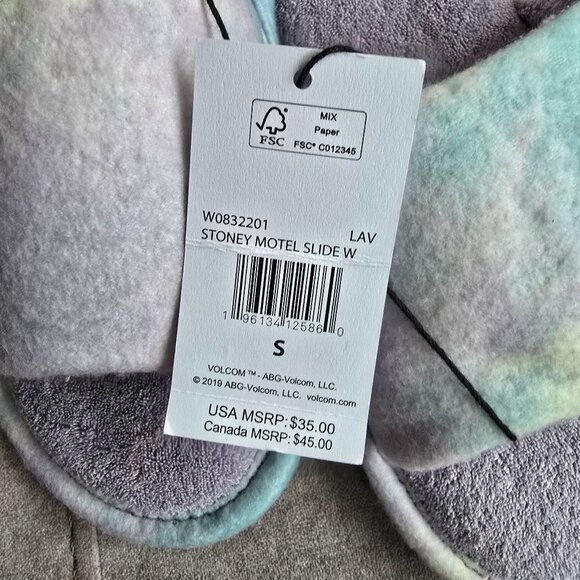 FSC
MIX
Paper
FSC® C012345
W0832201 LAV
STONEY MOTEL SLIDE W
1 96134 12586 0
S
VOLCOM™ - ABG-Volcom, LLC.
© 2019 ABG-Volcom, LLC. volcom.com
USA MSRP: $35.00
Canada MSRP: $45.00